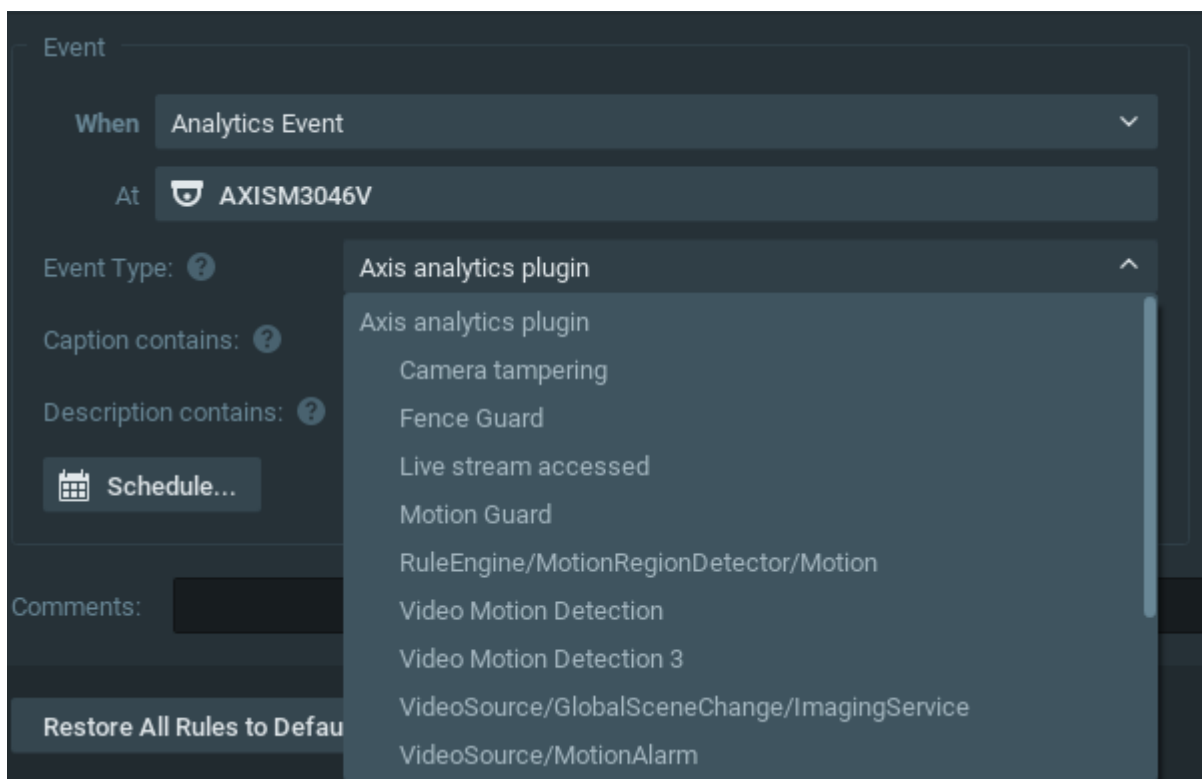 Event
When Analytics Event
At AXISM3046V
Event Type: ? Axis analytics plugin
Axis analytics plugin
Caption contains: ?
Camera tampering
Fence Guard
Description contains: ?
Live stream accessed
Schedule...
Motion Guard
RuleEngine/MotionRegionDetector/Motion
Comments:
Video Motion Detection
Video Motion Detection 3
VideoSource/GlobalSceneChange/ImagingService
Restore All Rules to Defau
VideoSource/MotionAlarm